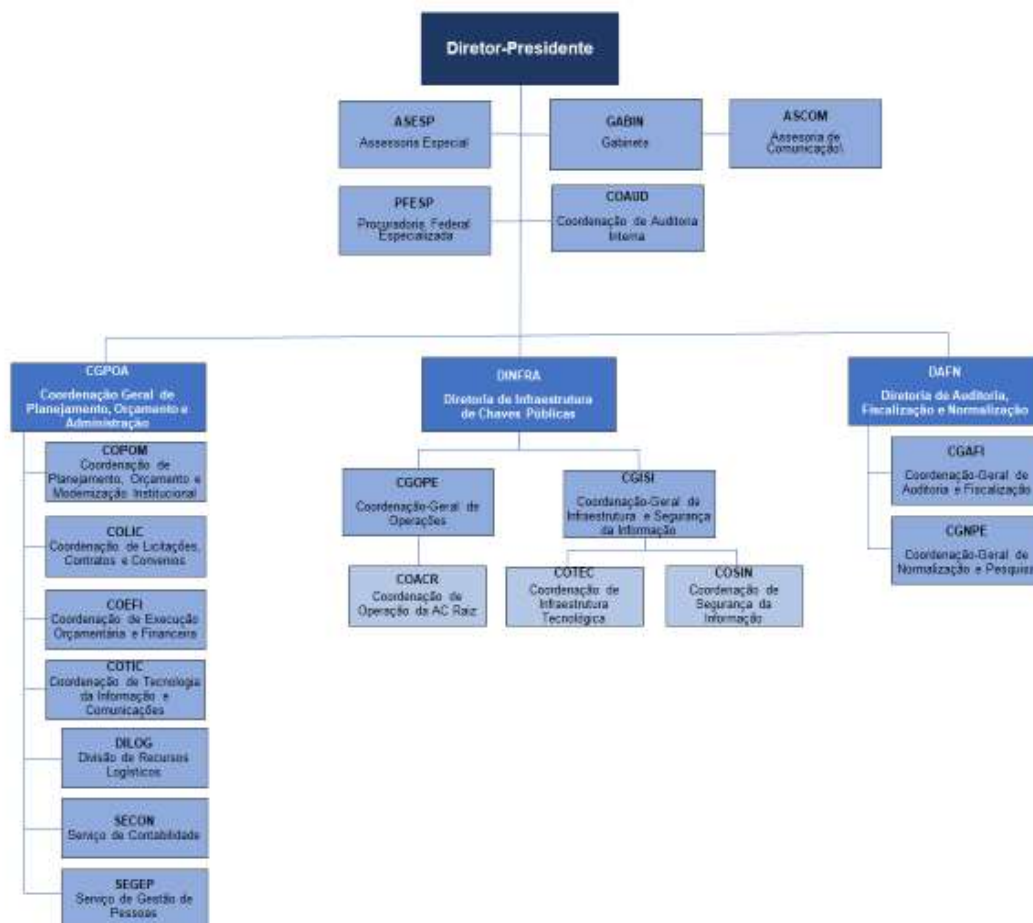 Diretor-Presidente
ASESP
Assessoria Especial
GABIN
Gabinete
ASCOM
Assesoria de
Comunicação\
PFESP
Procuradoria Federal
Especializada
COAUD
Coordenação de Auditoria
Interna
CGPOA
Coordenação Geral de
Planejamento, Orçamento e
Administração
DINFRA
Diretoria de Infraestrutura
de Chaves Públicas
DAFN
Diretoria de Auditoria,
Fiscalização e Normalização
COPOM
Coordenação de
Planejamento, Orçamento e
Modernização Institucional
COLIC
Coordenação de Licitações,
Contratos e Convenios
COEFI
Coordenação de Execução
Orçamentária e Financeira
COTIC
Coordenação de Tecnologia
da Informação e
Comunicações
DILOG
Divisão de Recursos
Logísticos
SECON
Serviço de Contabilidade
SEGEP
Serviço de Gestão de
Pessoas
CGOPE
Coordenação-Geral de
Operações
CGISI
Coordenação-Geral de
Infraestrutura e Segurança
da Informação
COACR
Coordenação de
Operação da AC Raiz
COTEC
Coordenação de
Infraestrutura
Tecnológica
COSIN
Coordenação de
Segurança da
Informação
CGAFI
Coordenação-Geral de
Auditoria e Fiscalização
CGNPE
Coordenação-Geral de
Normalização e Pesquisa